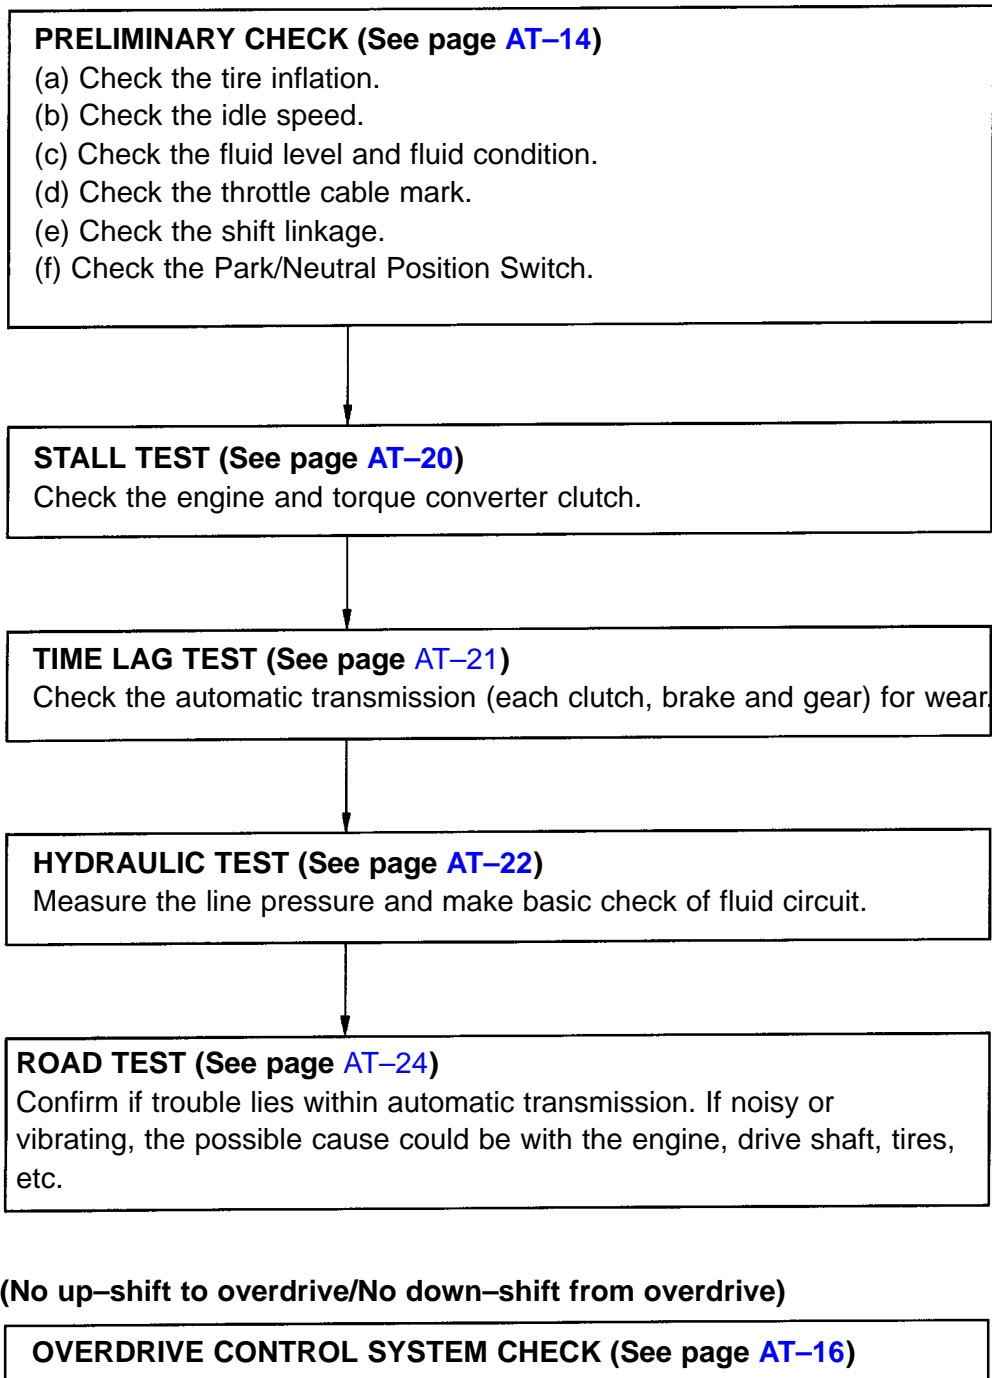 PRELIMINARY CHECK (See page AT–14)
(a) Check the tire inflation.
(b) Check the idle speed.
(c) Check the fluid level and fluid condition.
(d) Check the throttle cable mark.
(e) Check the shift linkage.
(f) Check the Park/Neutral Position Switch.
STALL TEST (See page AT–20)
Check the engine and torque converter clutch.
TIME LAG TEST (See page AT–21)
Check the automatic transmission (each clutch, brake and gear) for wear.
HYDRAULIC TEST (See page AT–22)
Measure the line pressure and make basic check of fluid circuit.
ROAD TEST (See page AT–24)
Confirm if trouble lies within automatic transmission. If noisy or
vibrating, the possible cause could be with the engine, drive shaft, tires,
etc.
(No up–shift to overdrive/No down–shift from overdrive)
OVERDRIVE CONTROL SYSTEM CHECK (See page AT–16)